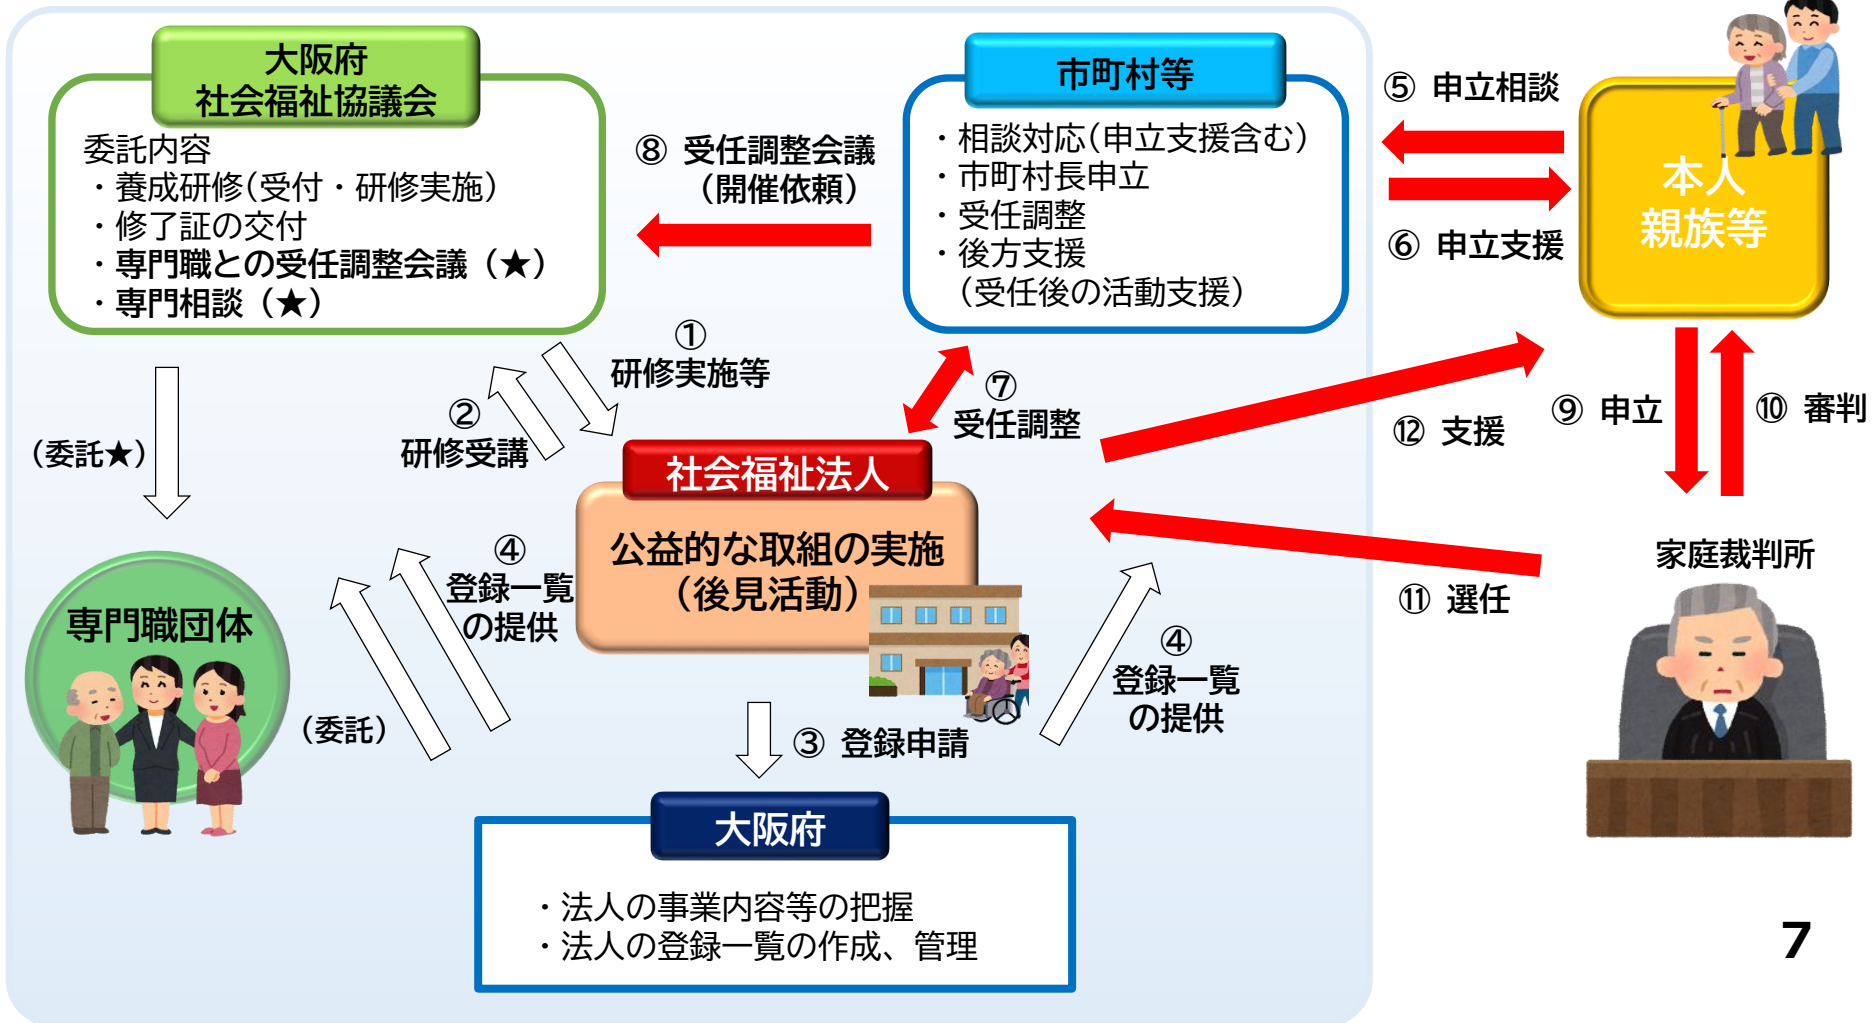 大阪府
社会福祉協議会
委託内容
・養成研修(受付・研修実施)
・修了証の交付
・専門職との受任調整会議（★）
・専門相談（★）
⑧ 受任調整会議
（開催依頼）
市町村等
・相談対応(申立支援含む)
・市町村長申立
・受任調整
・後方支援
(受任後の活動支援)
⑤ 申立相談
⑥ 申立支援
本人
親族等
①
研修実施等
②
研修受講
⑦
受任調整
(委託★)
⑫ 支援
⑨ 申立
⑩ 審判
社会福祉法人
公益的な取組の実施
（後見活動）
④
登録一覧
の提供
専門職団体
(委託)
③ 登録申請
④
登録一覧
の提供
⑪ 選任
家庭裁判所
大阪府
・法人の事業内容等の把握
・法人の登録一覧の作成、管理
7